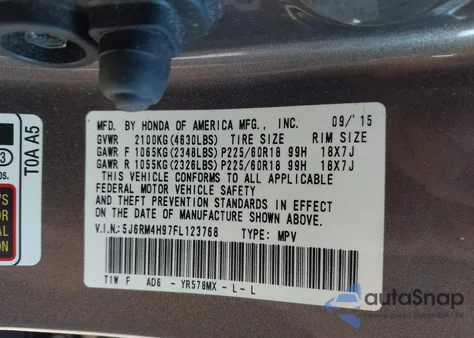 MFD. BY HONDA OF AMERICA MFG., INC. 09/'15
GVWR 2100KG(4630LBS) TIRE SIZE RIM SIZE
GAWR F 1065KG(2348LBS)P225/60R18 99H 18X7J
GAWR R 1055KG(2326LBS)P225/60R18 99H 18X7J
THIS VEHICLE CONFORMS TO ALL APPLICABLE
FEDERAL MOTOR VEHICLE SAFETY
AND THEFT PREVENTION STANDARDS IN EFFECT
ON THE DATE OF MANUFACTURE SHOWN ABOVE.
V.I.N:5J6RM4H97FL123768 TYPE: MPV
T1W F AD6 - YR578MX - L - L
T0A A5
3
autaSnap